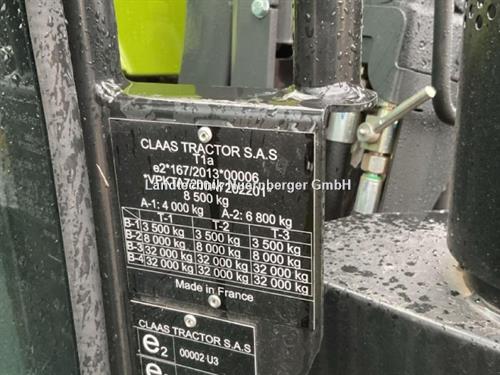 CLAAS TRACTOR S.A.S
T1a
e2*167/2013*00006
Landtechnik Nuernberger GmbH
8 500 kg
A-1: 4 000 kg A-2: 6 800 kg
T-1 T-2 T-3
B-1 3 500 kg 3 500 kg 3 500 kg
B-2 8 000 kg 8 000 kg 8 000 kg
B-3 32 000 kg 32 000 kg 32 000 kg
B-4 32 000 kg 32 000 kg 32 000 kg
Made in France
CLAAS TRACTOR S.A.S
e2 00002 U3